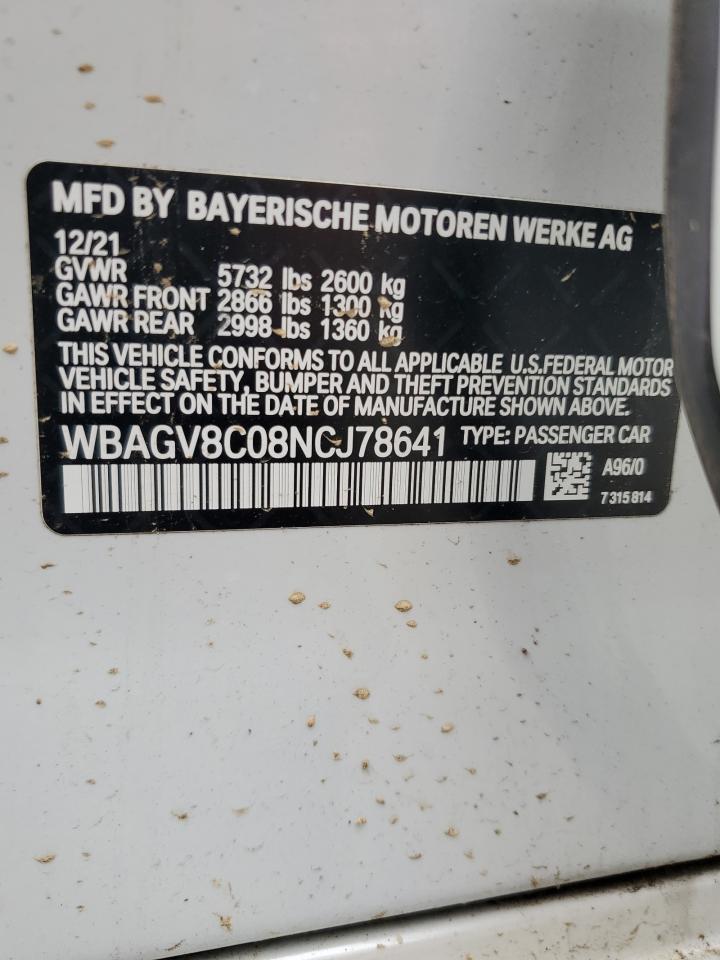 MFD BY BAYERISCHE MOTOREN WERKE AG
12/21
GVWR 5732 lbs 2600 kg
GAWR FRONT 2866 lbs 1300 kg
GAWR REAR 2998 lbs 1360 kg
THIS VEHICLE CONFORMS TO ALL APPLICABLE U.S.FEDERAL MOTOR
VEHICLE SAFETY, BUMPER AND THEFT PREVENTION STANDARDS
IN EFFECT ON THE DATE OF MANUFACTURE SHOWN ABOVE.
WBAGV8C08NCJ78641 TYPE: PASSENGER CAR
A96/0
7 315 814